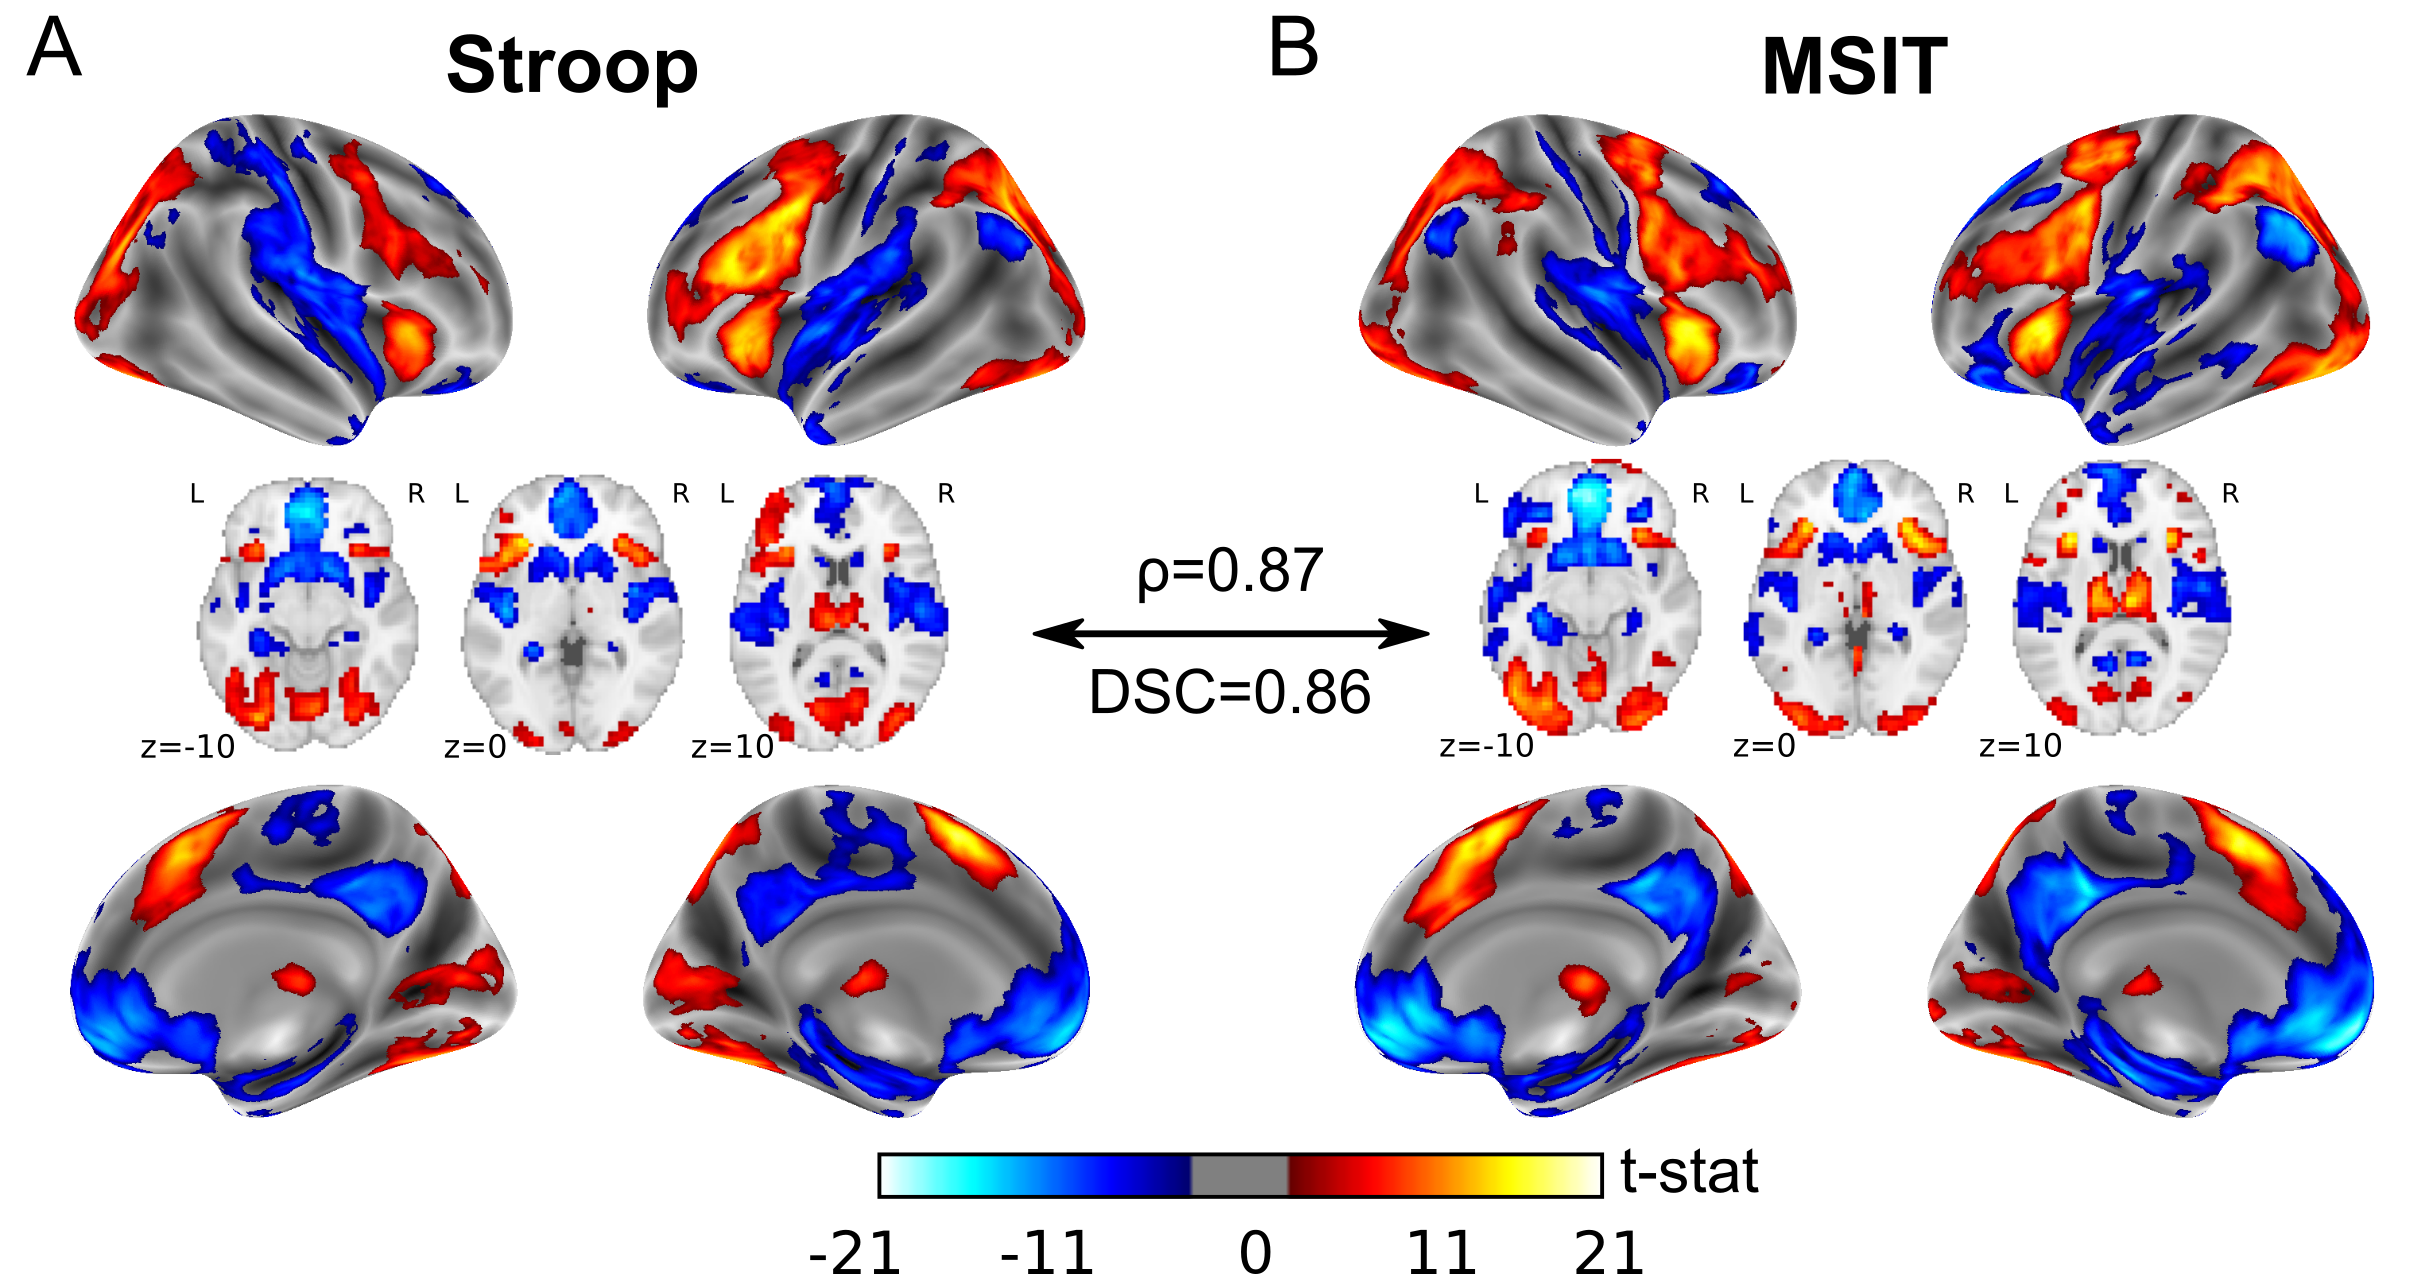 A
Stroop
B
MSIT
L R L R L R
z=-10 z=0 z=10
ρ=0.87
DSC=0.86
L R L R L R
z=-10 z=0 z=10
t-stat
-21 -11 0 11 21